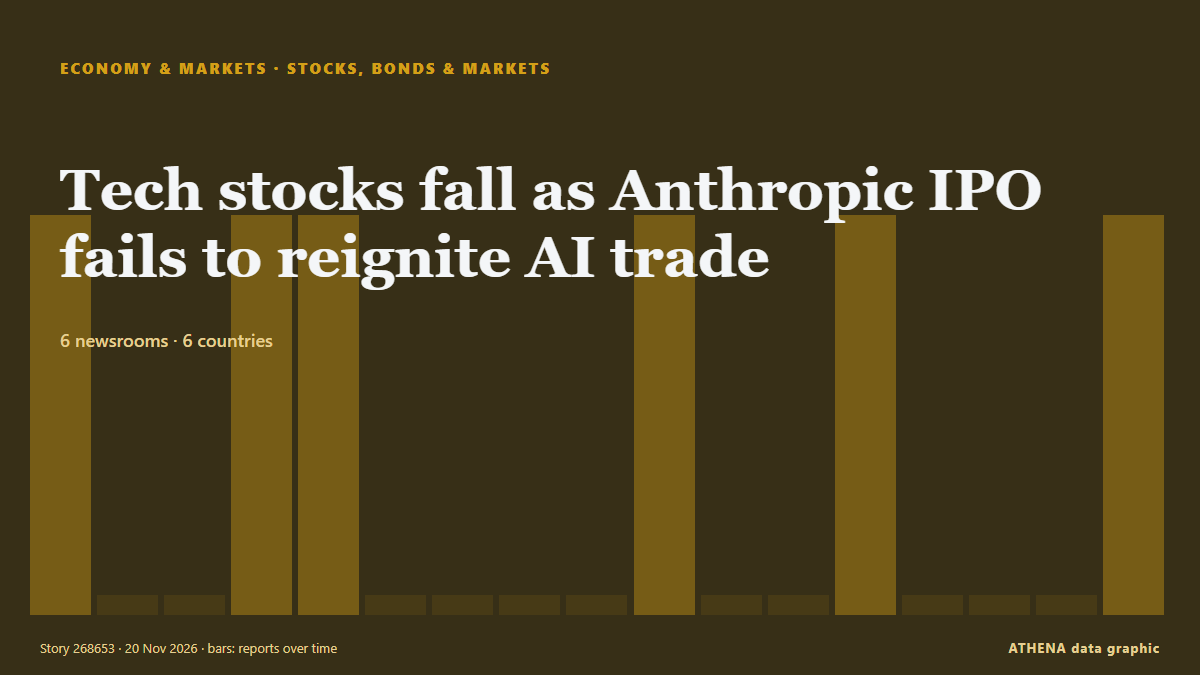 ECONOMY & MARKETS · STOCKS, BONDS & MARKETS
Tech stocks fall as Anthropic IPO
fails to reignite AI trade
6 newsrooms · 6 countries
Story 268653 · 20 Nov 2026 · bars: reports over time
ATHENA data graphic